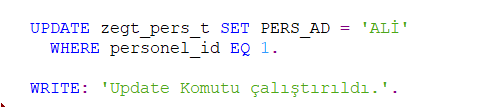 UPDATE zegt_pers_t SET PERS_AD = 'ALİ'
WHERE personel_id EQ 1.
WRITE: 'Update Komutu çalıştırıldı.'.